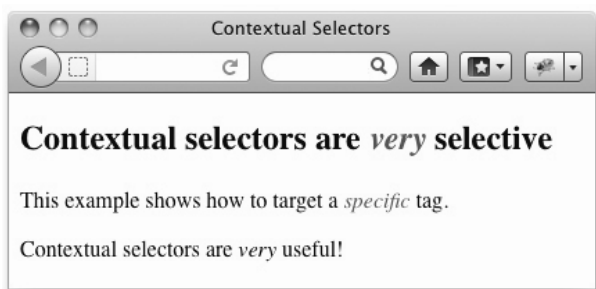 Contextual Selectors
Contextual selectors are very selective
This example shows how to target a specific tag.
Contextual selectors are very useful!